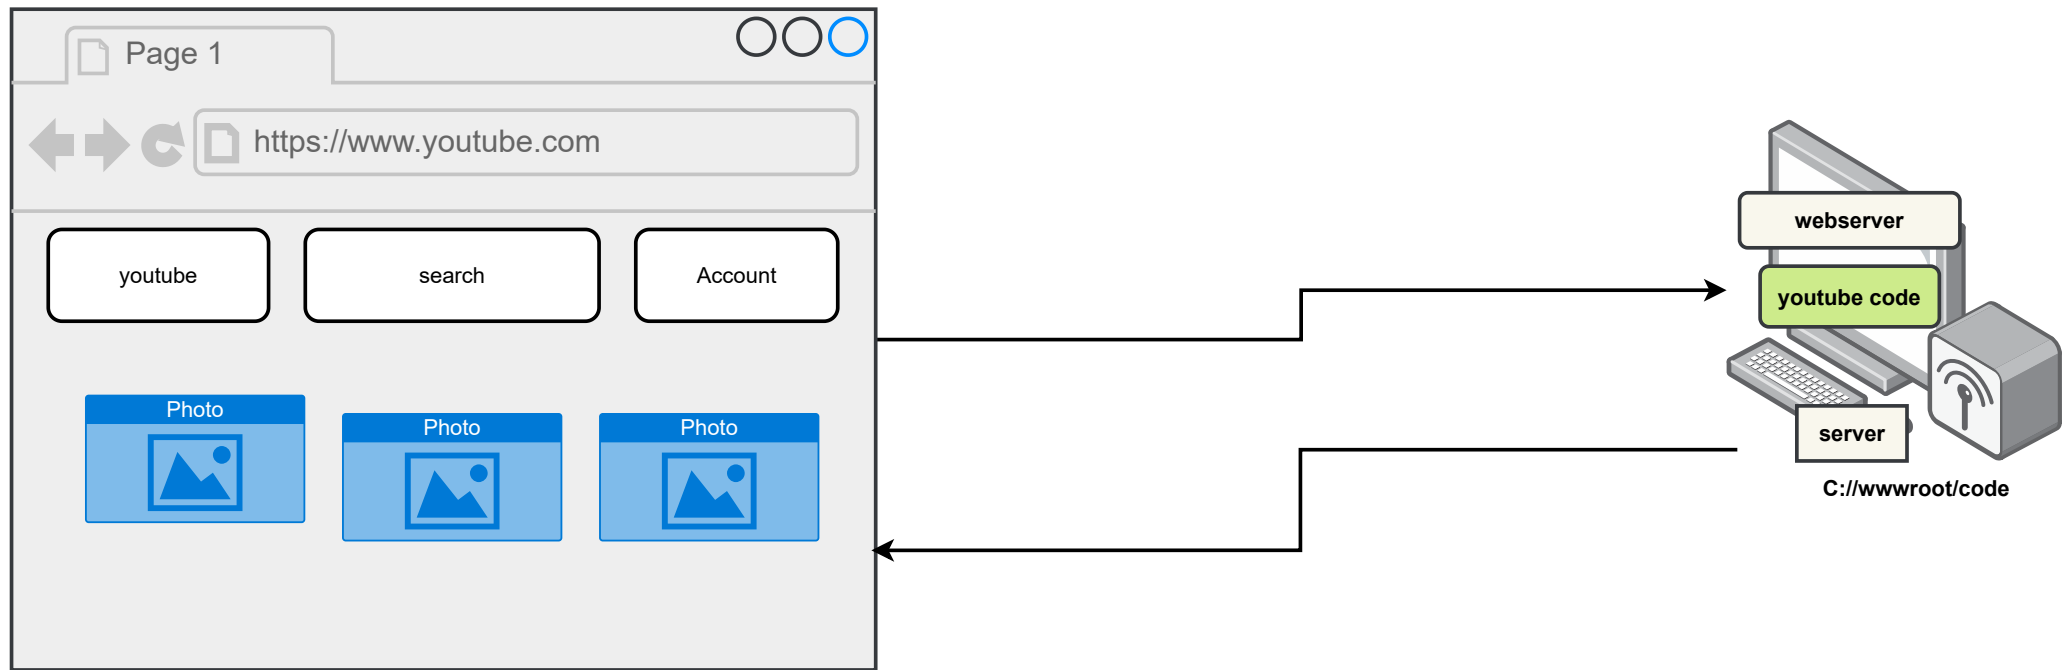 Page 1
https://www.youtube.com
youtube
search
Account
Photo
Photo
Photo
webserver
youtube code
server
C://wwwroot/code